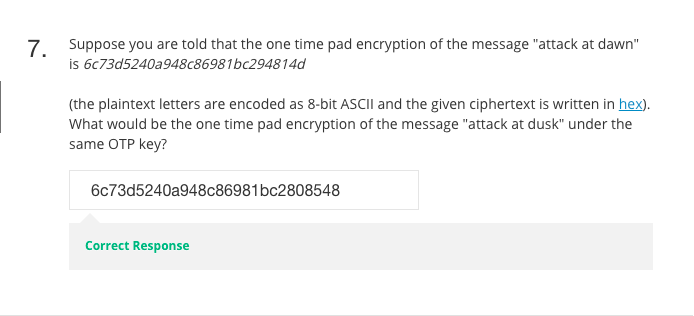 7. Suppose you are told that the one time pad encryption of the message "attack at dawn"
is 6c73d5240a948c86981bc294814d
(the plaintext letters are encoded as 8-bit ASCII and the given ciphertext is written in hex).
What would be the one time pad encryption of the message "attack at dusk" under the
same OTP key?
6c73d5240a948c86981bc2808548
Correct Response